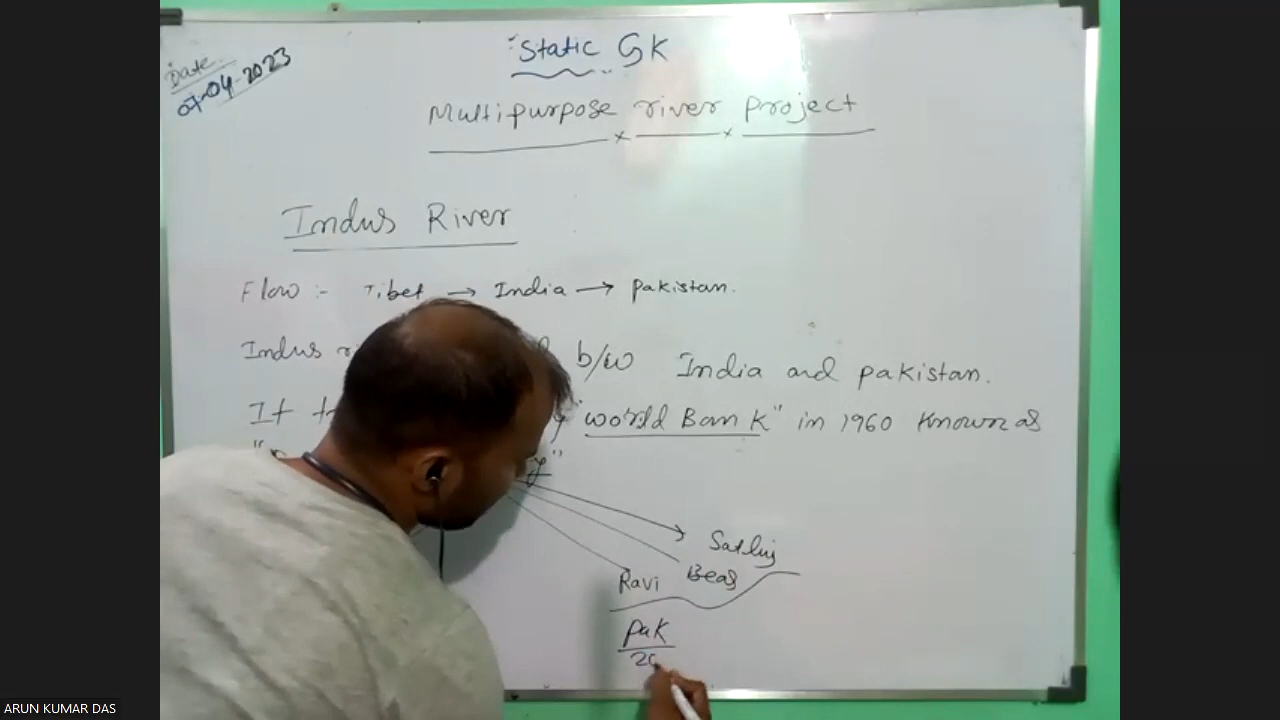 Static GK
Date
07-04-2023
Multipurpose river project
Indus River
Flow :- Tibet → India → Pakistan.
Indus b/w India and Pakistan.
It "World Bank" in 1960 Known as
Satluj
Beas
Ravi
Pak
20
ARUN KUMAR DAS